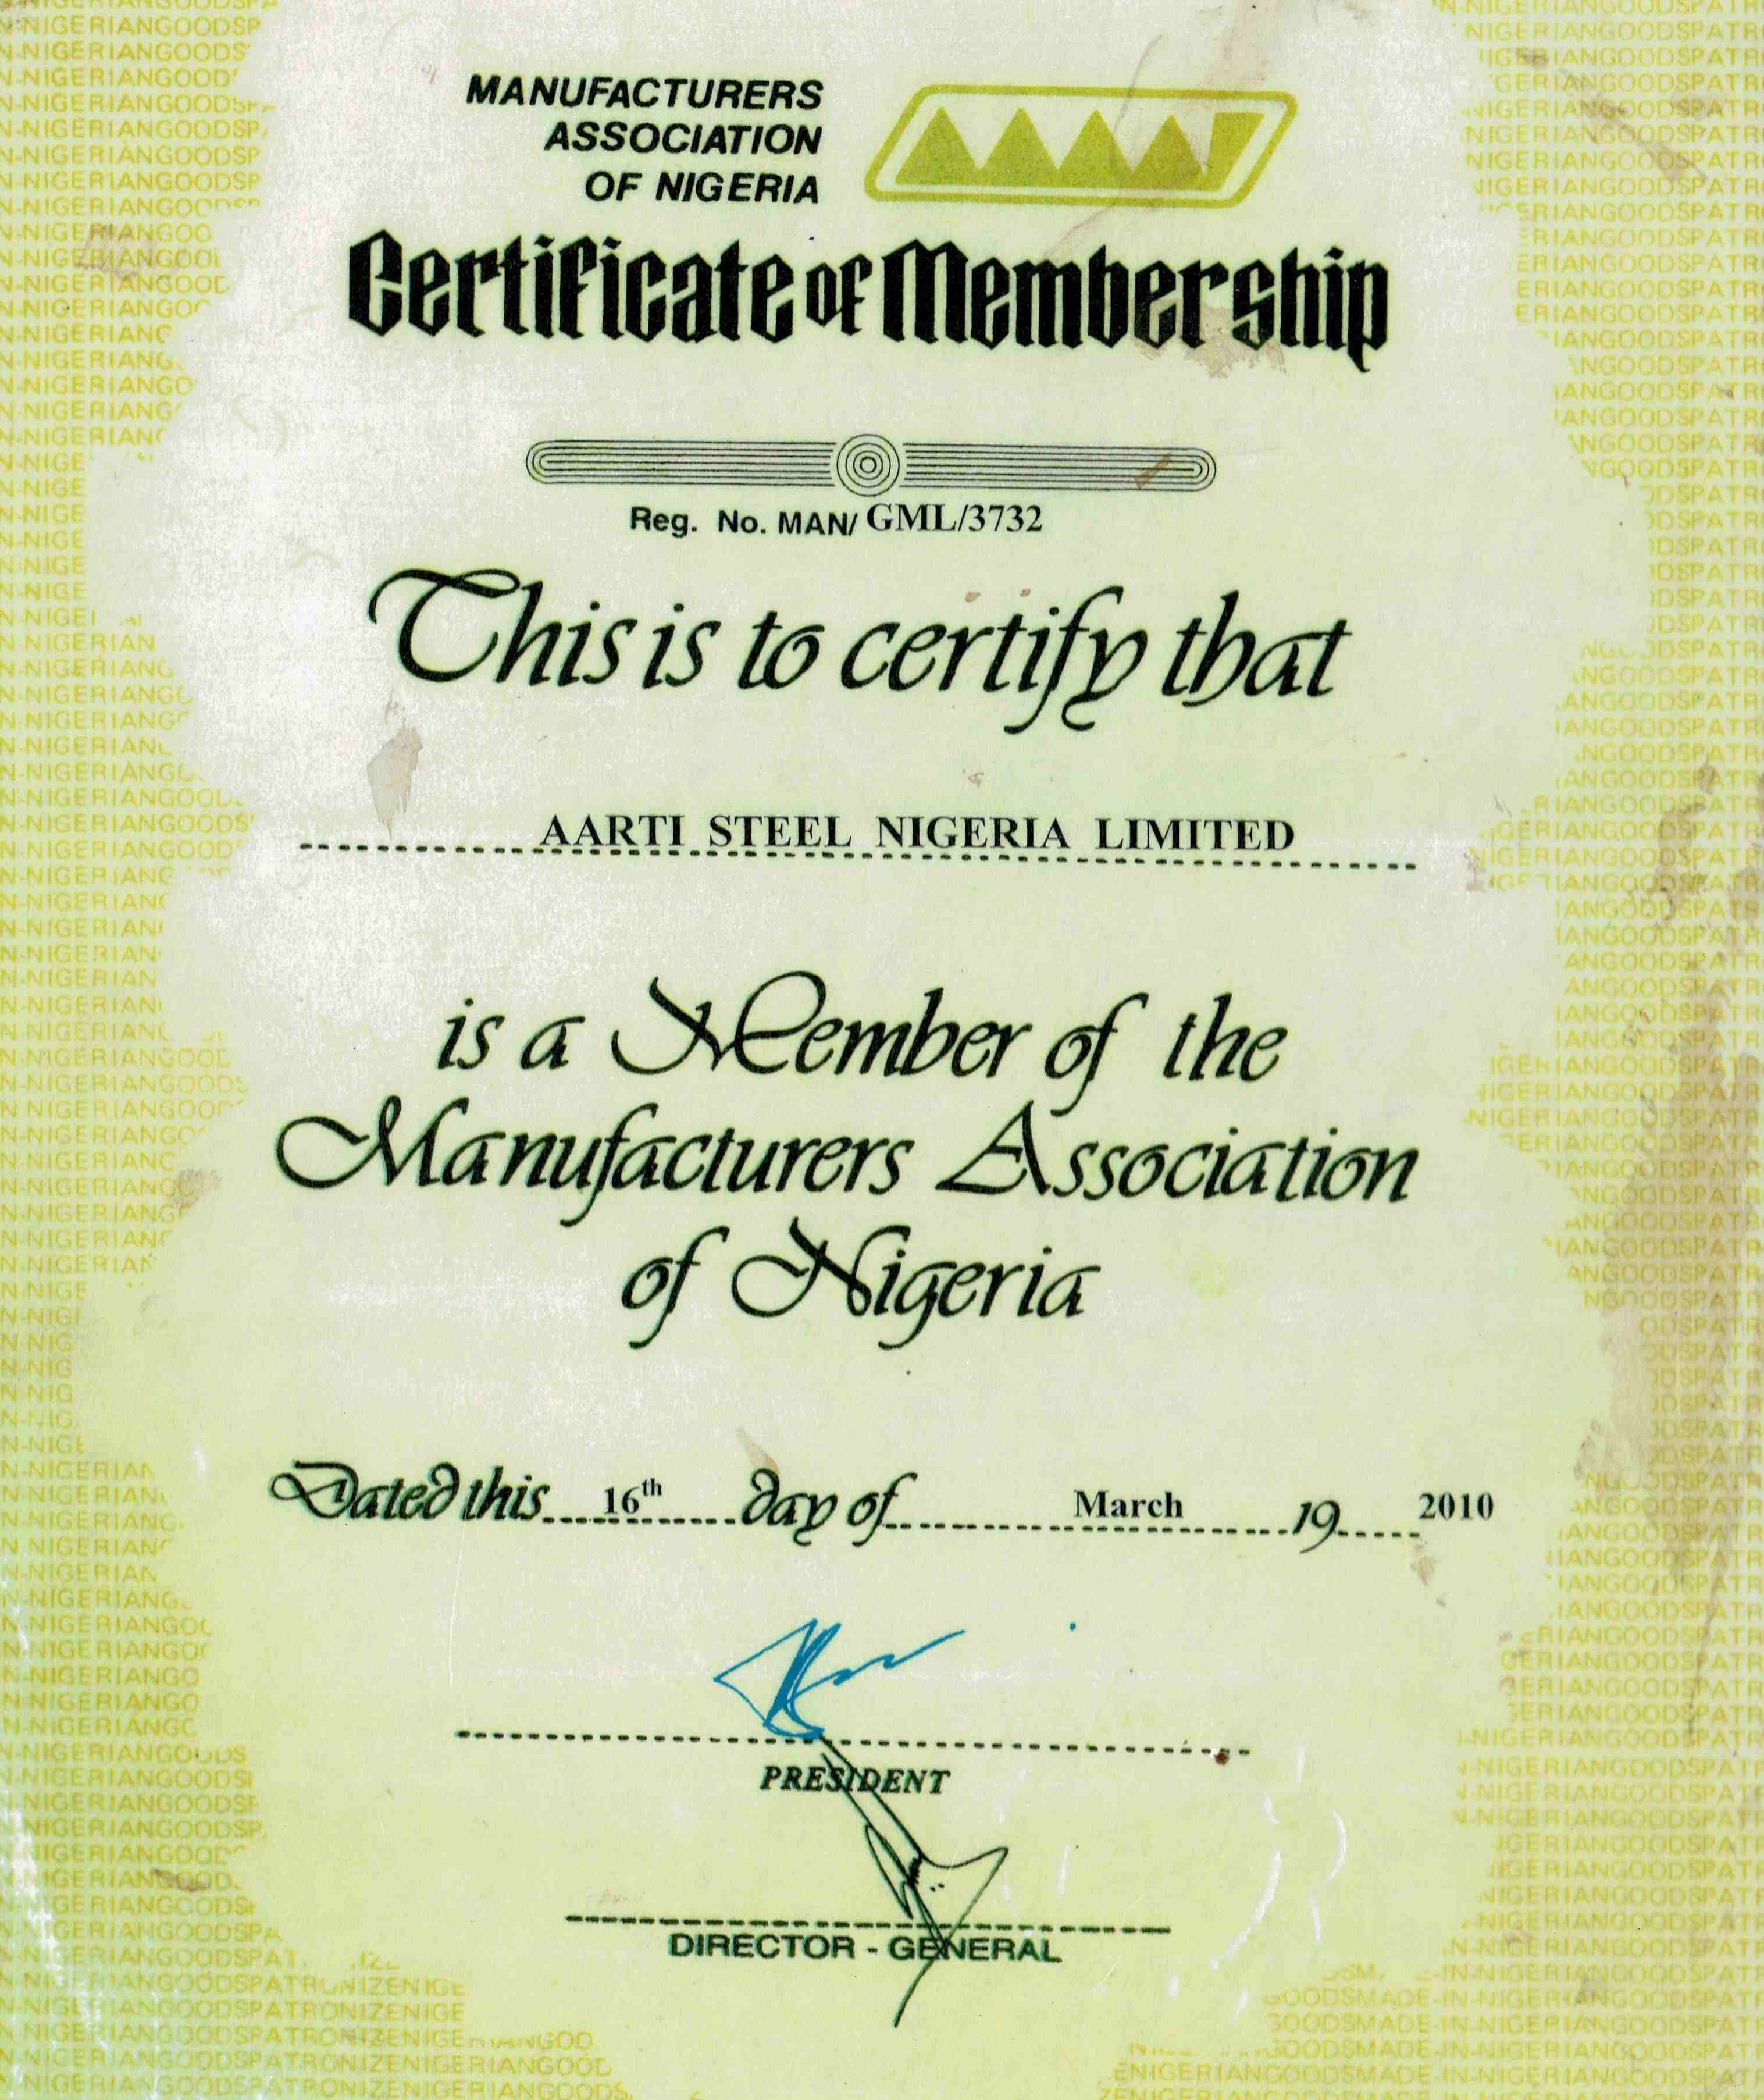 MANUFACTURERS
ASSOCIATION
OF NIGERIA
Certificate of Membership
Reg. No. MAN/ GML/3732
This is to certify that
AARTI STEEL NIGERIA LIMITED
is a Member of the
Manufacturers Association
of Nigeria
Dated this 16th day of March 19 2010
PRESIDENT
DIRECTOR - GENERAL